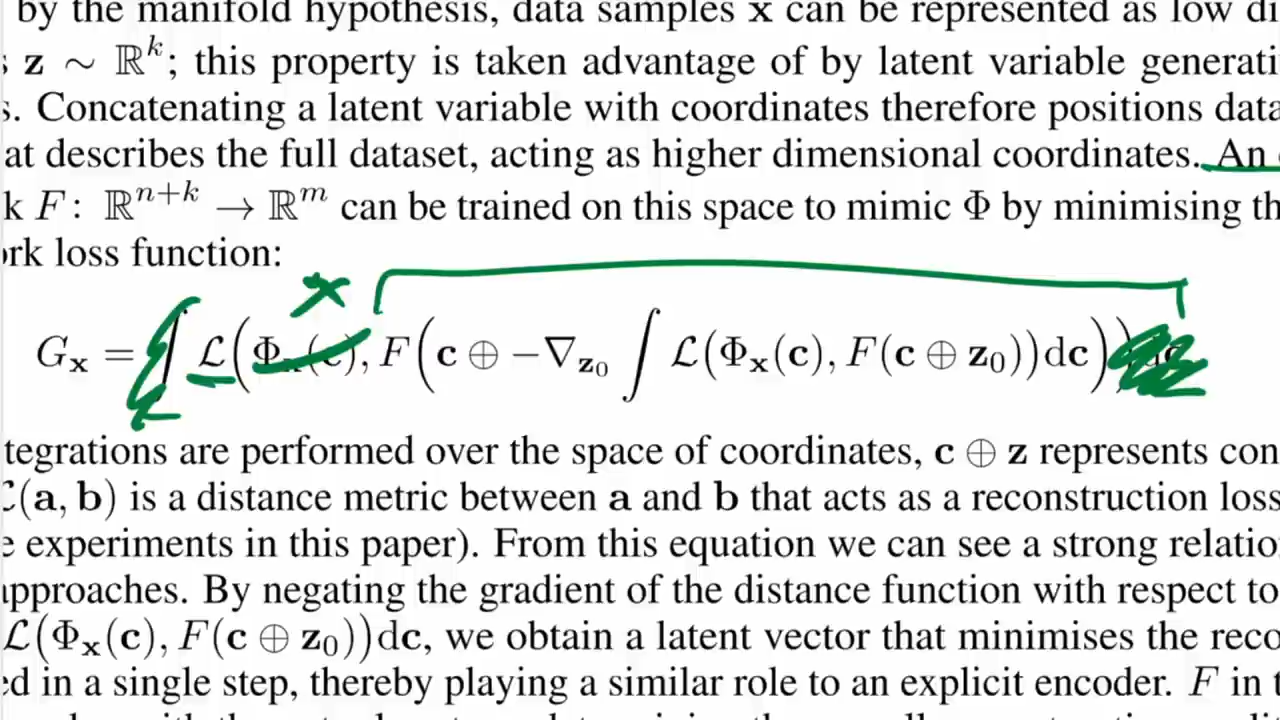 by the manifold hypothesis, data samples x can be represented as low di
z ∼ ℝ^k; this property is taken advantage of by latent variable generati
s. Concatenating a latent variable with coordinates therefore positions data
at describes the full dataset, acting as higher dimensional coordinates. An
k F: ℝ^{n+k} → ℝ^m can be trained on this space to mimic Φ by minimising th
ork loss function:
x
G_x = ∫ ℒ(Φ_x(c), F(c ⊕ −∇_{z_0} ∫ ℒ(Φ_x(c), F(c ⊕ z_0))dc))dc
tegrations are performed over the space of coordinates, c ⊕ z represents con
ℒ(a, b) is a distance metric between a and b that acts as a reconstruction loss
e experiments in this paper). From this equation we can see a strong relatio
pproaches. By negating the gradient of the distance function with respect to
ℒ(Φ_x(c), F(c ⊕ z_0))dc, we obtain a latent vector that minimises the reco
ed in a single step, thereby playing a similar role to an explicit encoder. F in t